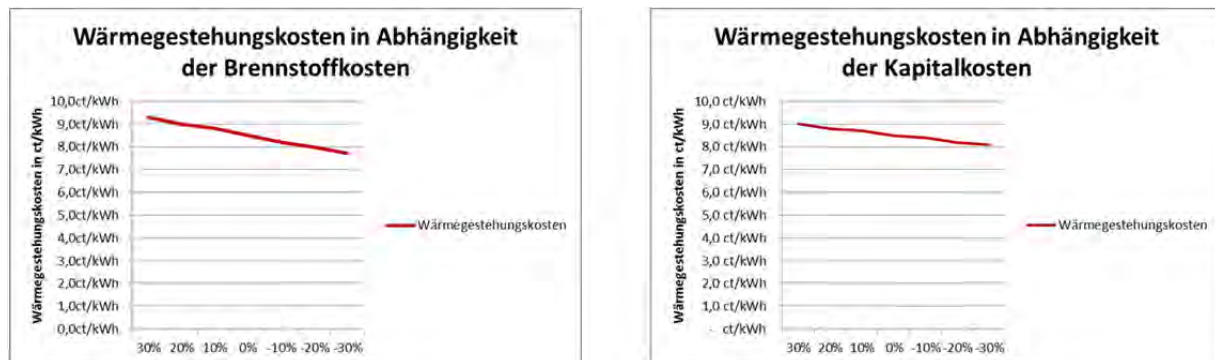 Wärmegestehungskosten in Abhängigkeit
der Brennstoffkosten
Wärmegestehungskosten in ct/kWh
10,0ct/kWh
9,0ct/kWh
8,0ct/kWh
7,0ct/kWh
6,0ct/kWh
5,0ct/kWh
4,0ct/kWh
3,0ct/kWh
2,0ct/kWh
1,0ct/kWh
0,0ct/kWh
30% 20% 10% 0% -10% -20% -30%
Wärmegestehungskosten
Wärmegestehungskosten in Abhängigkeit
der Kapitalkosten
Wärmegestehungskosten in ct/kWh
10,0 ct/kWh
9,0 ct/kWh
8,0 ct/kWh
7,0 ct/kWh
6,0 ct/kWh
5,0 ct/kWh
4,0 ct/kWh
3,0 ct/kWh
2,0 ct/kWh
1,0 ct/kWh
- ct/kWh
30% 20% 10% 0% -10% -20% -30%
Wärmegestehungskosten